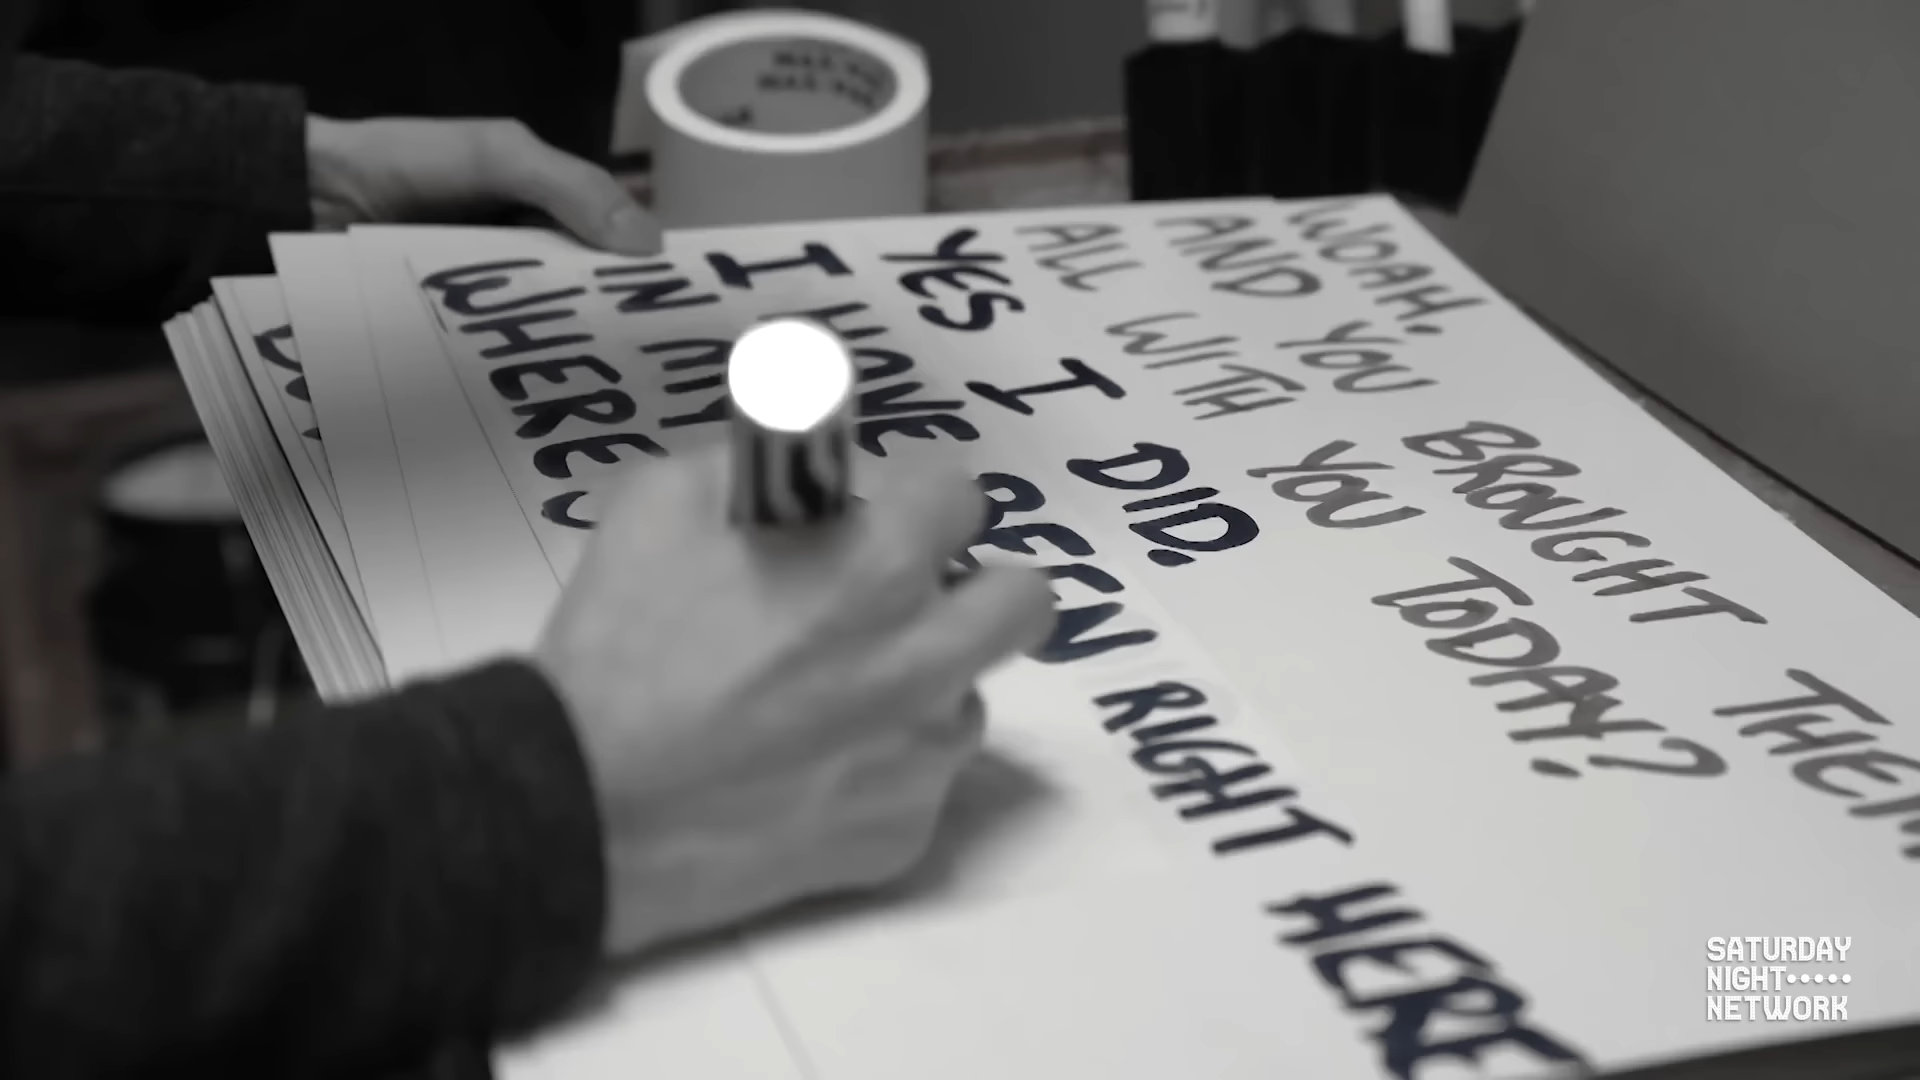 WOAH,
AND YOU BROUGHT THEM
ALL WITH YOU TODAY?
YES I DID.
I HAVE BEEN RIGHT HERE
IN MY
WHERE
SATURDAY
NIGHT
NETWORK